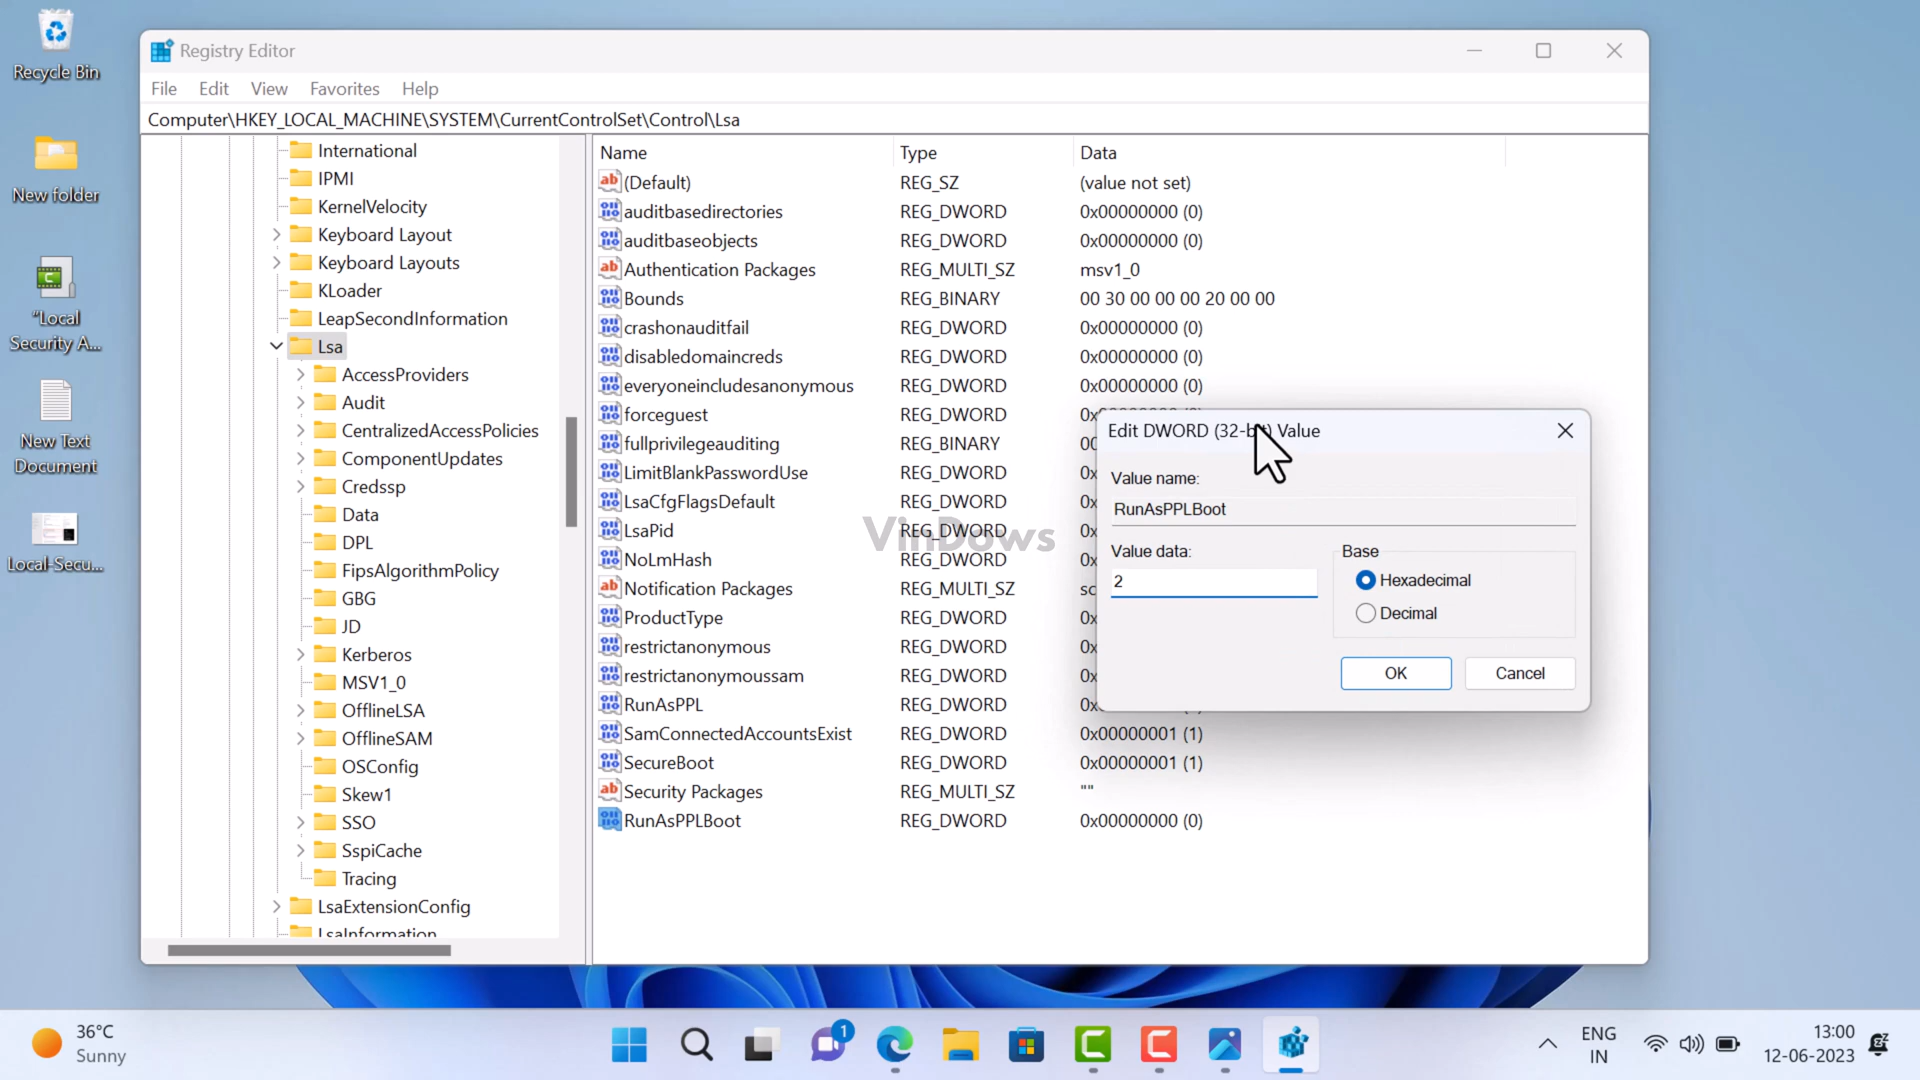 Recycle Bin
New folder
"Local
Security A...
New Text
Document
Local-Secu...
Registry Editor
File Edit View Favorites Help
Computer\HKEY_LOCAL_MACHINE\SYSTEM\CurrentControlSet\Control\Lsa
International
IPMI
KernelVelocity
Keyboard Layout
Keyboard Layouts
KLoader
LeapSecondInformation
Lsa
AccessProviders
Audit
CentralizedAccessPolicies
ComponentUpdates
Credssp
Data
DPL
FipsAlgorithmPolicy
GBG
JD
Kerberos
MSV1_0
OfflineLSA
OfflineSAM
OSConfig
Skew1
SSO
SspiCache
Tracing
LsaExtensionConfig
LsaInformation
Name Type Data
(Default) REG_SZ (value not set)
auditbasedirectories REG_DWORD 0x00000000 (0)
auditbaseobjects REG_DWORD 0x00000000 (0)
Authentication Packages REG_MULTI_SZ msv1_0
Bounds REG_BINARY 00 30 00 00 00 20 00 00
crashonauditfail REG_DWORD 0x00000000 (0)
disabledomaincreds REG_DWORD 0x00000000 (0)
everyoneincludesanonymous REG_DWORD 0x00000000 (0)
forceguest REG_DWORD
fullprivilegeauditing REG_BINARY
LimitBlankPasswordUse REG_DWORD
LsaCfgFlagsDefault REG_DWORD
LsaPid REG_DWORD
NoLmHash REG_DWORD
Notification Packages REG_MULTI_SZ
ProductType REG_DWORD
restrictanonymous REG_DWORD
restrictanonymoussam REG_DWORD
RunAsPPL REG_DWORD
SamConnectedAccountsExist REG_DWORD 0x00000001 (1)
SecureBoot REG_DWORD 0x00000001 (1)
Security Packages REG_MULTI_SZ ""
RunAsPPLBoot REG_DWORD 0x00000000 (0)
VinDows
Edit DWORD (32-bit) Value
Value name:
RunAsPPLBoot
Value data:
2
Base
Hexadecimal
Decimal
OK Cancel
36°C
Sunny
1
ENG
IN
13:00
12-06-2023